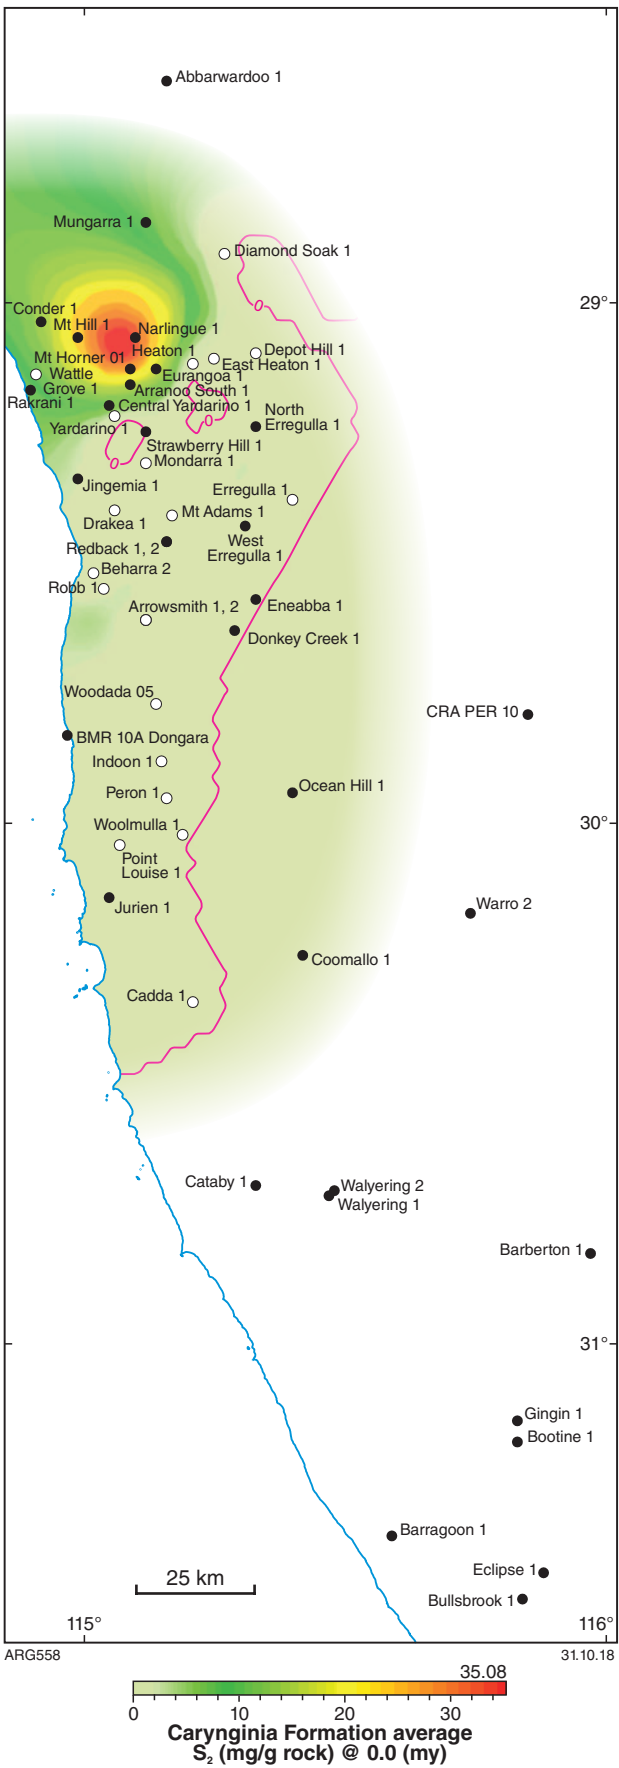 Abbarwardoo 1
Mungarra 1
Diamond Soak 1
0
29°
Conder 1
Mt Hill 1
Narlingue 1
Mt Horner 01
Heaton 1
Depot Hill 1
East Heaton 1
Wattle
Grove 1
Eurangoa 1
Arranoo South 1
Rakrani 1
Central Yardarino 1
0
North
Erregulla 1
Yardarino 1
Strawberry Hill 1
0
Mondarra 1
Jingemia 1
Erregulla 1
Drakea 1
Mt Adams 1
West
Erregulla 1
Redback 1, 2
Beharra 2
Robb 1
Arrowsmith 1, 2
Eneabba 1
Donkey Creek 1
Woodada 05
CRA PER 10
BMR 10A Dongara
Indoon 1
Ocean Hill 1
Peron 1
Woolmulla 1
30°
Point
Louise 1
Jurien 1
Warro 2
Coomallo 1
Cadda 1
Cataby 1
Walyering 2
Walyering 1
Barberton 1
31°
Gingin 1
Bootine 1
Barragoon 1
Eclipse 1
25 km
Bullsbrook 1
115°
116°
ARG558
31.10.18
35.08
0 10 20 30
Carynginia Formation average
S₂ (mg/g rock) @ 0.0 (my)